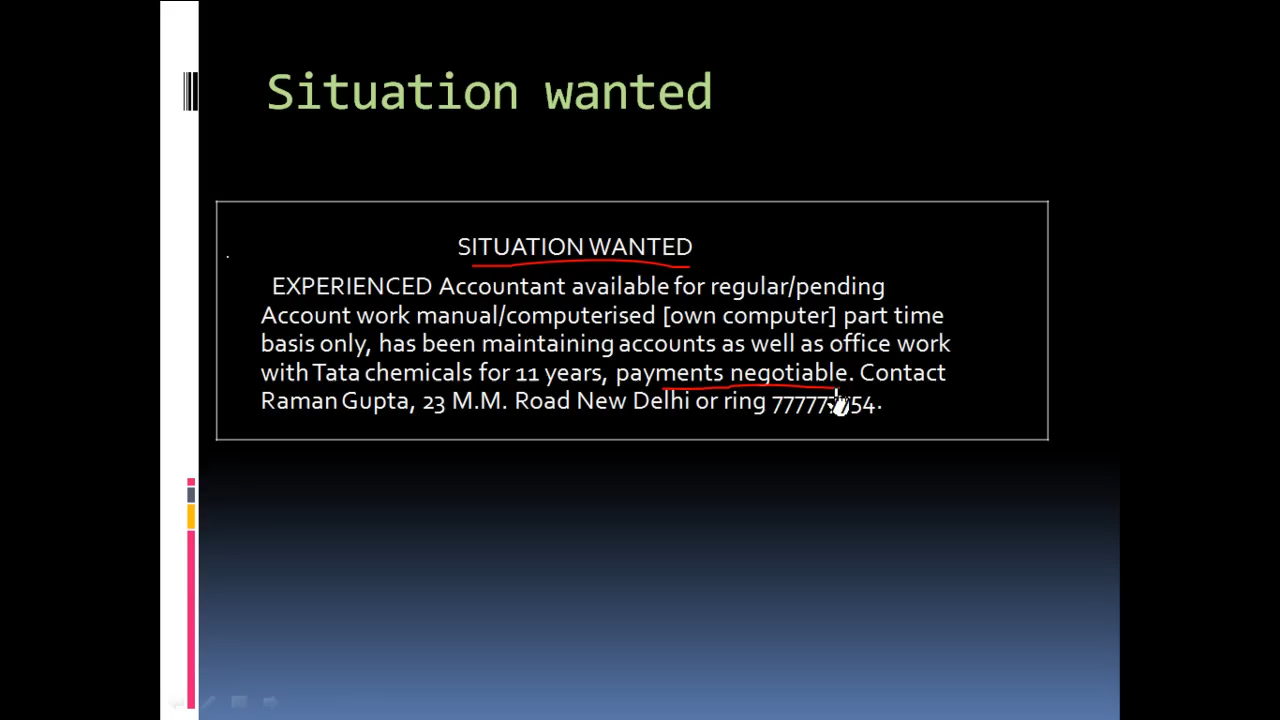 Situation wanted
SITUATION WANTED
EXPERIENCED Accountant available for regular/pending
Account work manual/computerised [own computer] part time
basis only, has been maintaining accounts as well as office work
with Tata chemicals for 11 years, payments negotiable. Contact
Raman Gupta, 23 M.M. Road New Delhi or ring